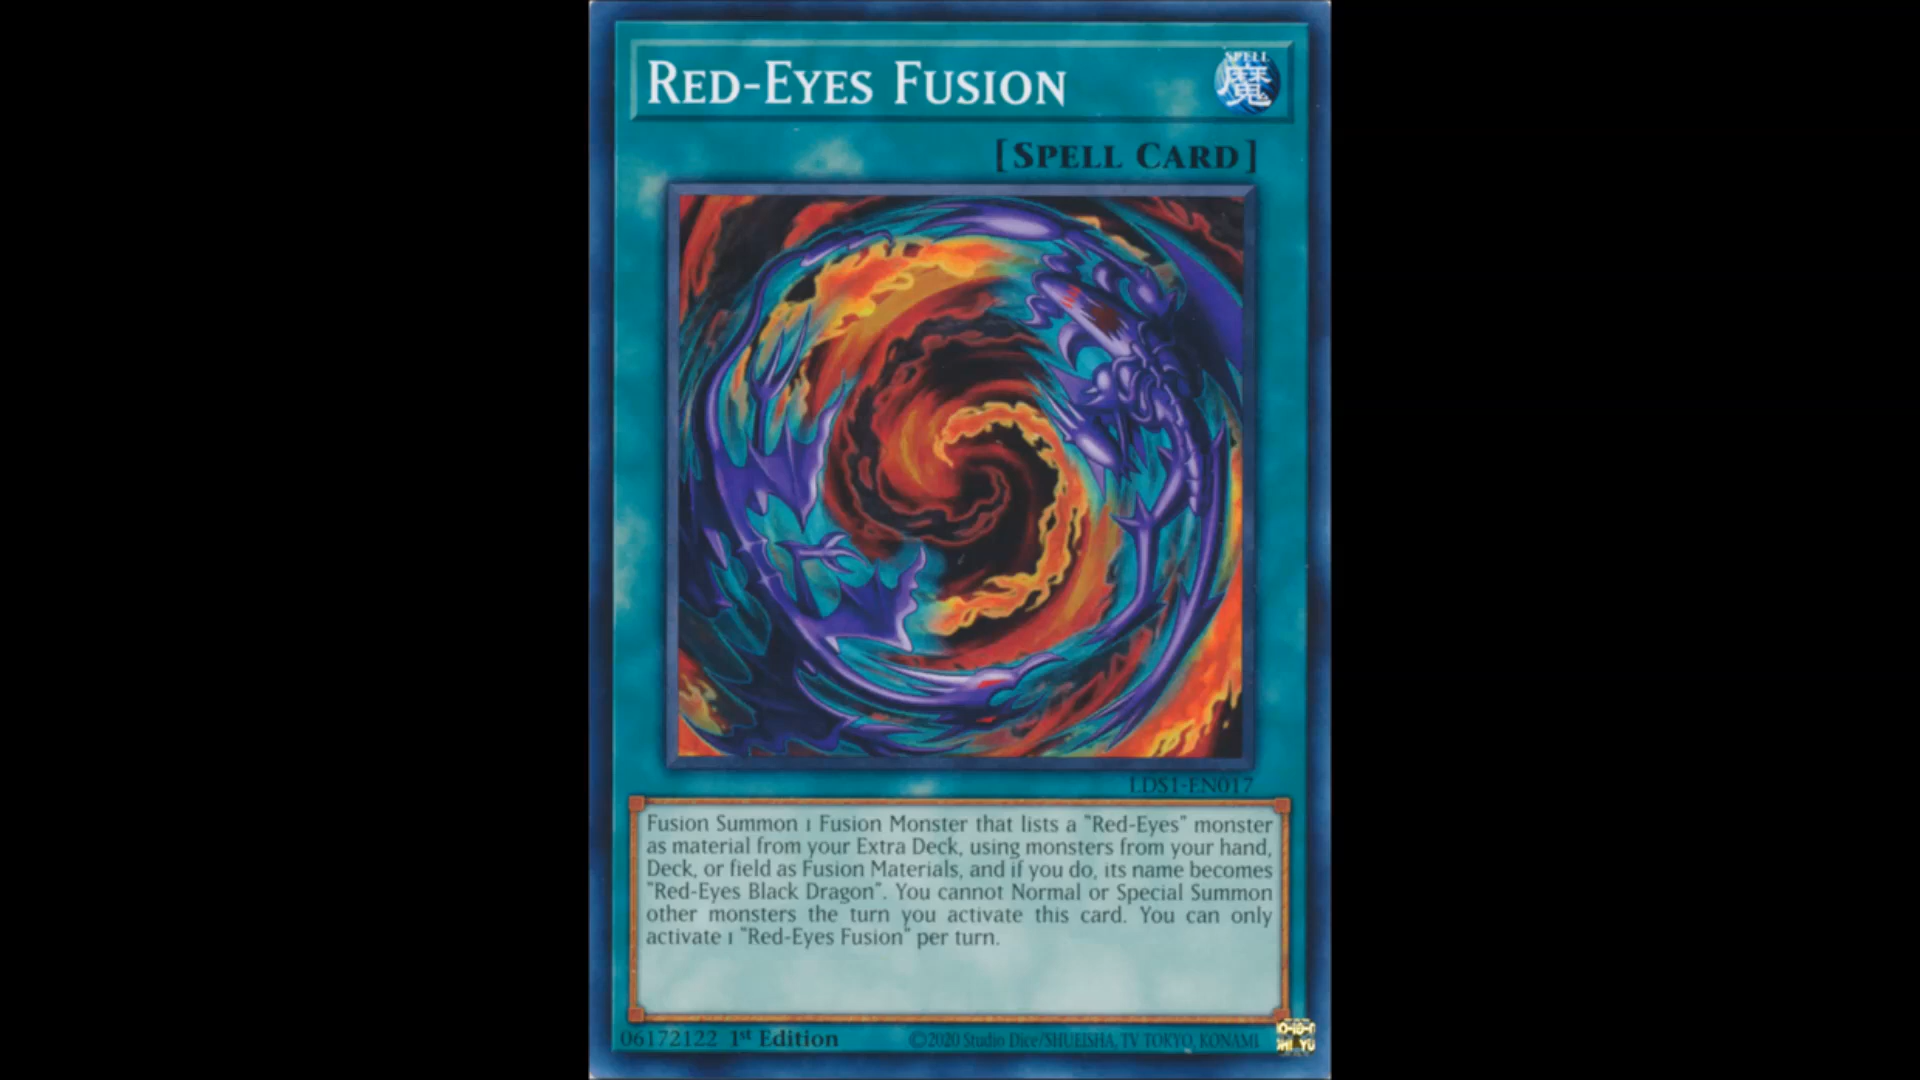 RED-EYES FUSION
SPELL
魔
[SPELL CARD]
LDS1-EN017
Fusion Summon 1 Fusion Monster that lists a "Red-Eyes" monster
as material from your Extra Deck, using monsters from your hand,
Deck, or field as Fusion Materials, and if you do, its name becomes
"Red-Eyes Black Dragon". You cannot Normal or Special Summon
other monsters the turn you activate this card. You can only
activate 1 "Red-Eyes Fusion" per turn.
06172122 1st Edition ©2020 Studio Dice/SHUEISHA, TV TOKYO, KONAMI